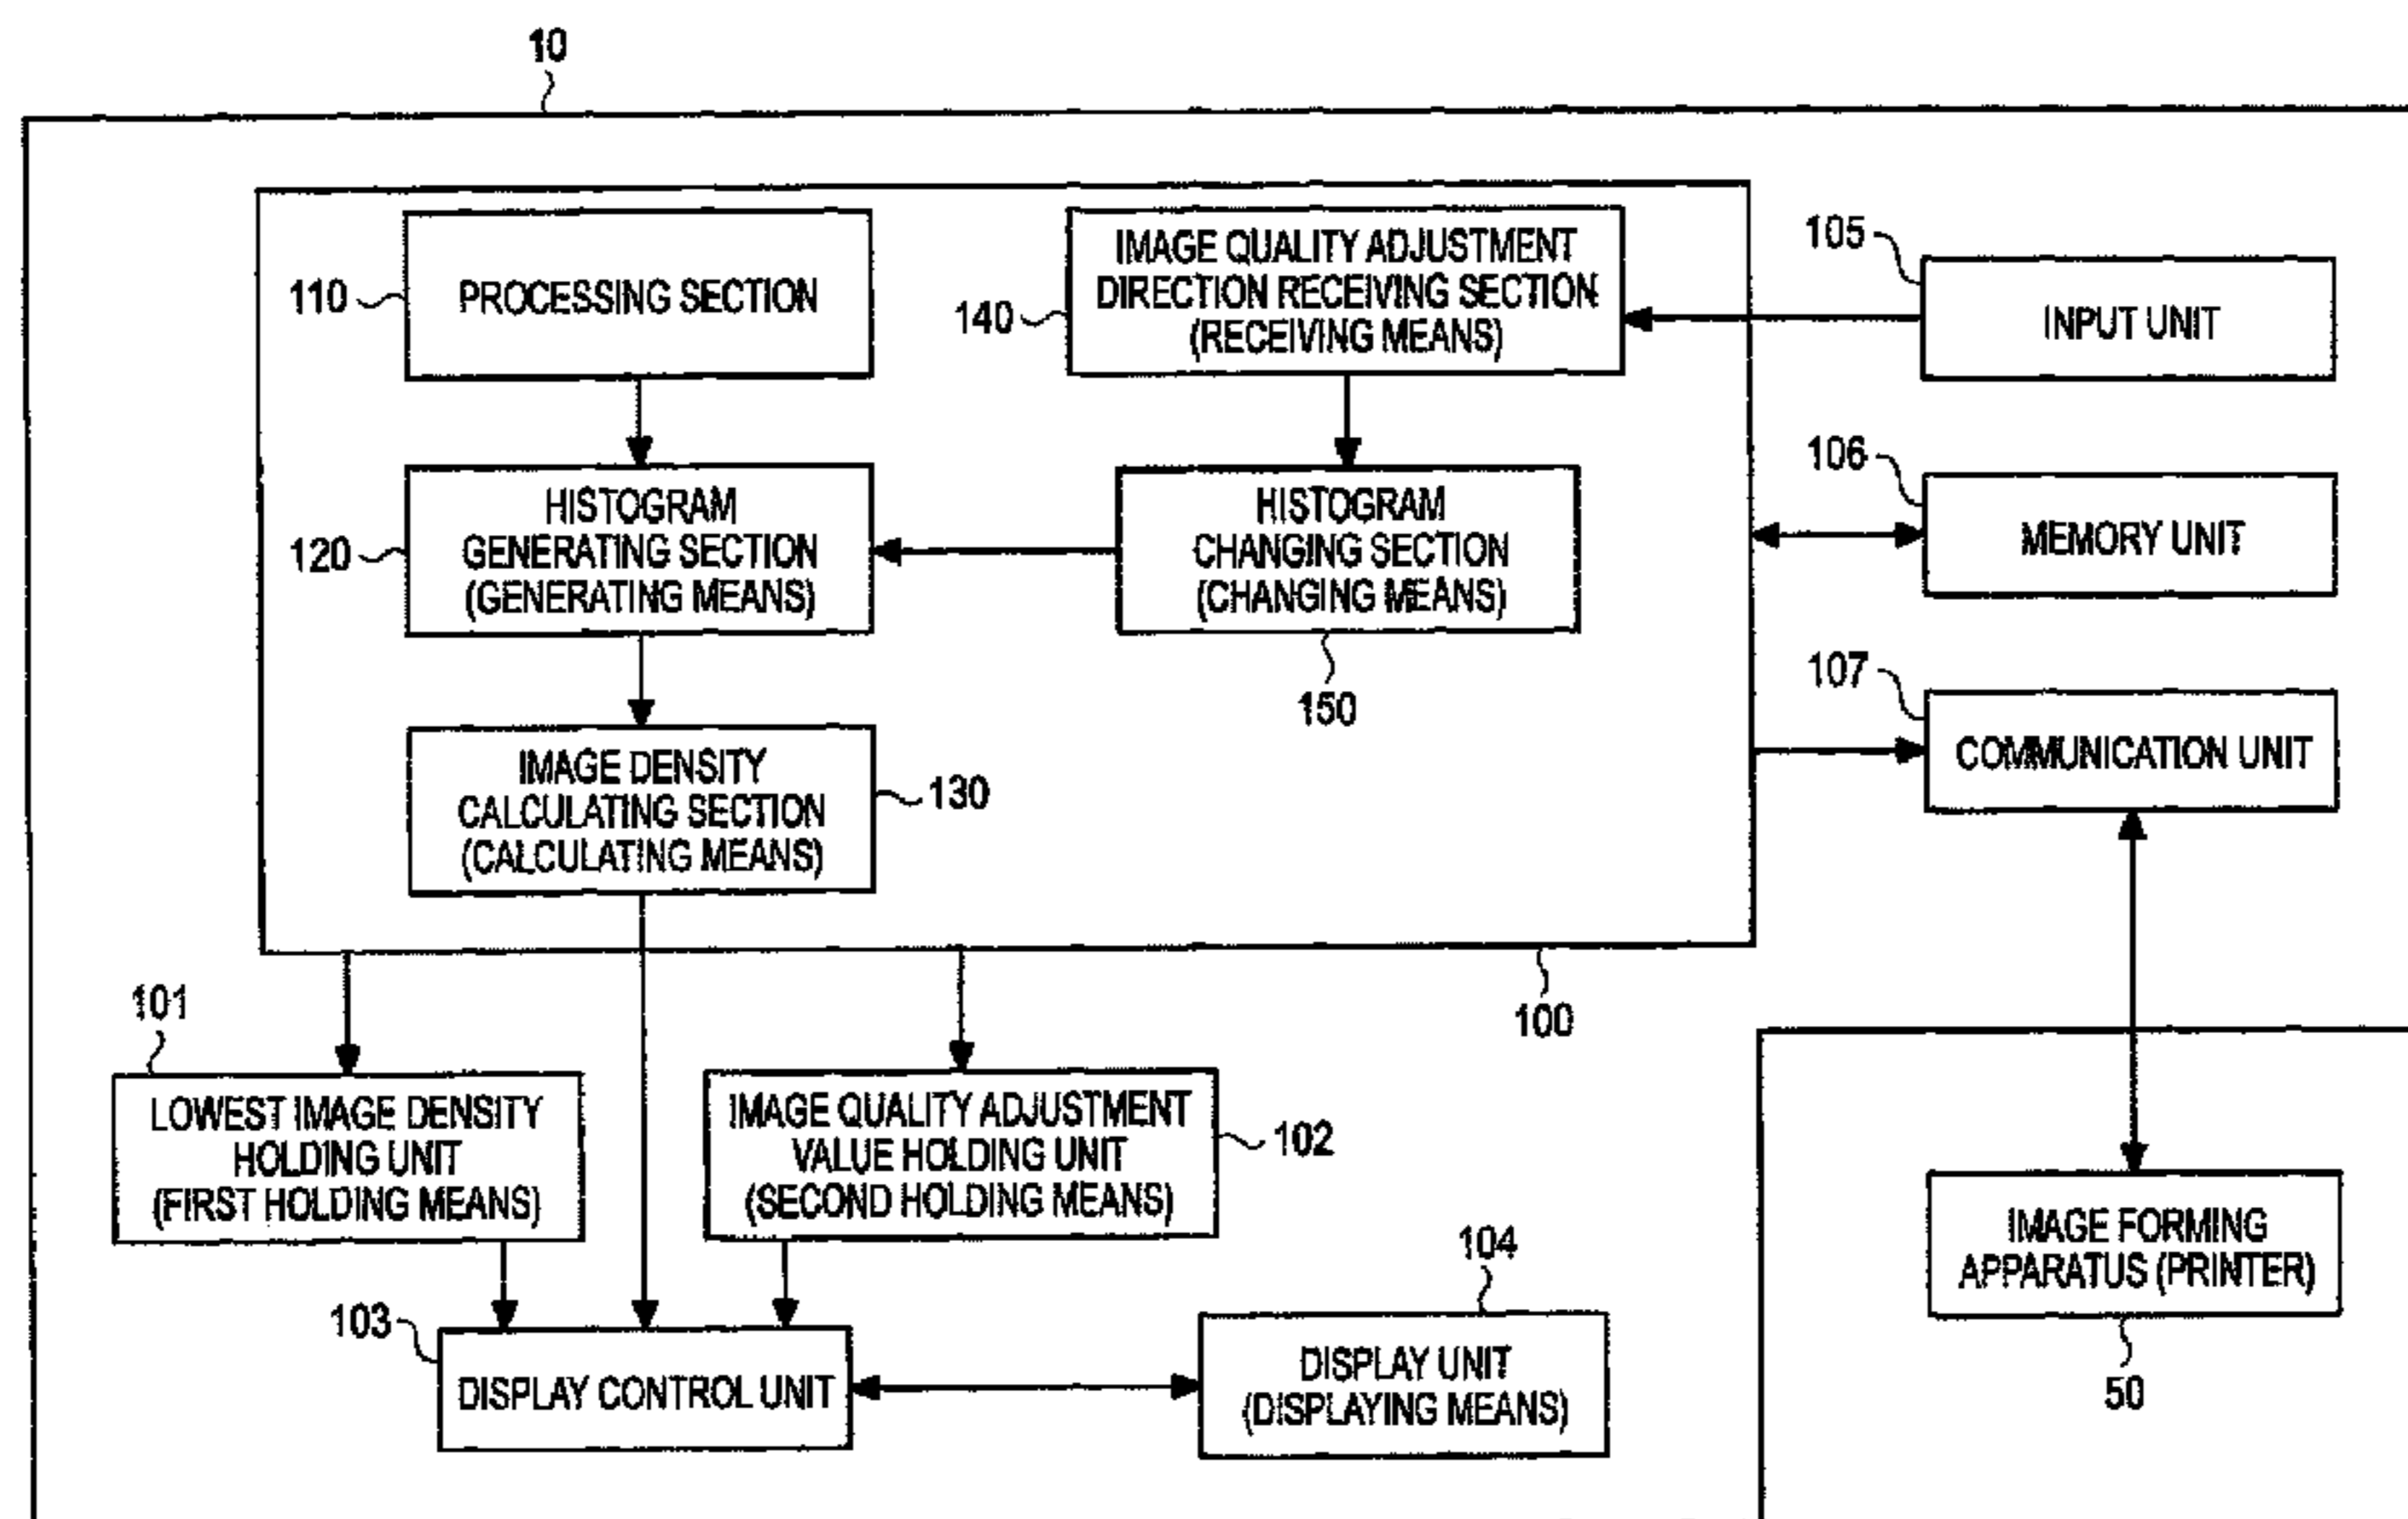 10
PROCESSING SECTION
110
IMAGE QUALITY ADJUSTMENT
DIRECTION RECEIVING SECTION
(RECEIVING MEANS)
140
105
INPUT UNIT
HISTOGRAM
GENERATING SECTION
(GENERATING MEANS)
120
HISTOGRAM
CHANGING SECTION
(CHANGING MEANS)
150
106
MEMORY UNIT
107
COMMUNICATION UNIT
IMAGE DENSITY
CALCULATING SECTION
(CALCULATING MEANS)
130
100
101
LOWEST IMAGE DENSITY
HOLDING UNIT
(FIRST HOLDING MEANS)
IMAGE QUALITY ADJUSTMENT
VALUE HOLDING UNIT
(SECOND HOLDING MEANS)
102
103
DISPLAY CONTROL UNIT
104
DISPLAY UNIT
(DISPLAYING MEANS)
IMAGE FORMING
APPARATUS (PRINTER)
50